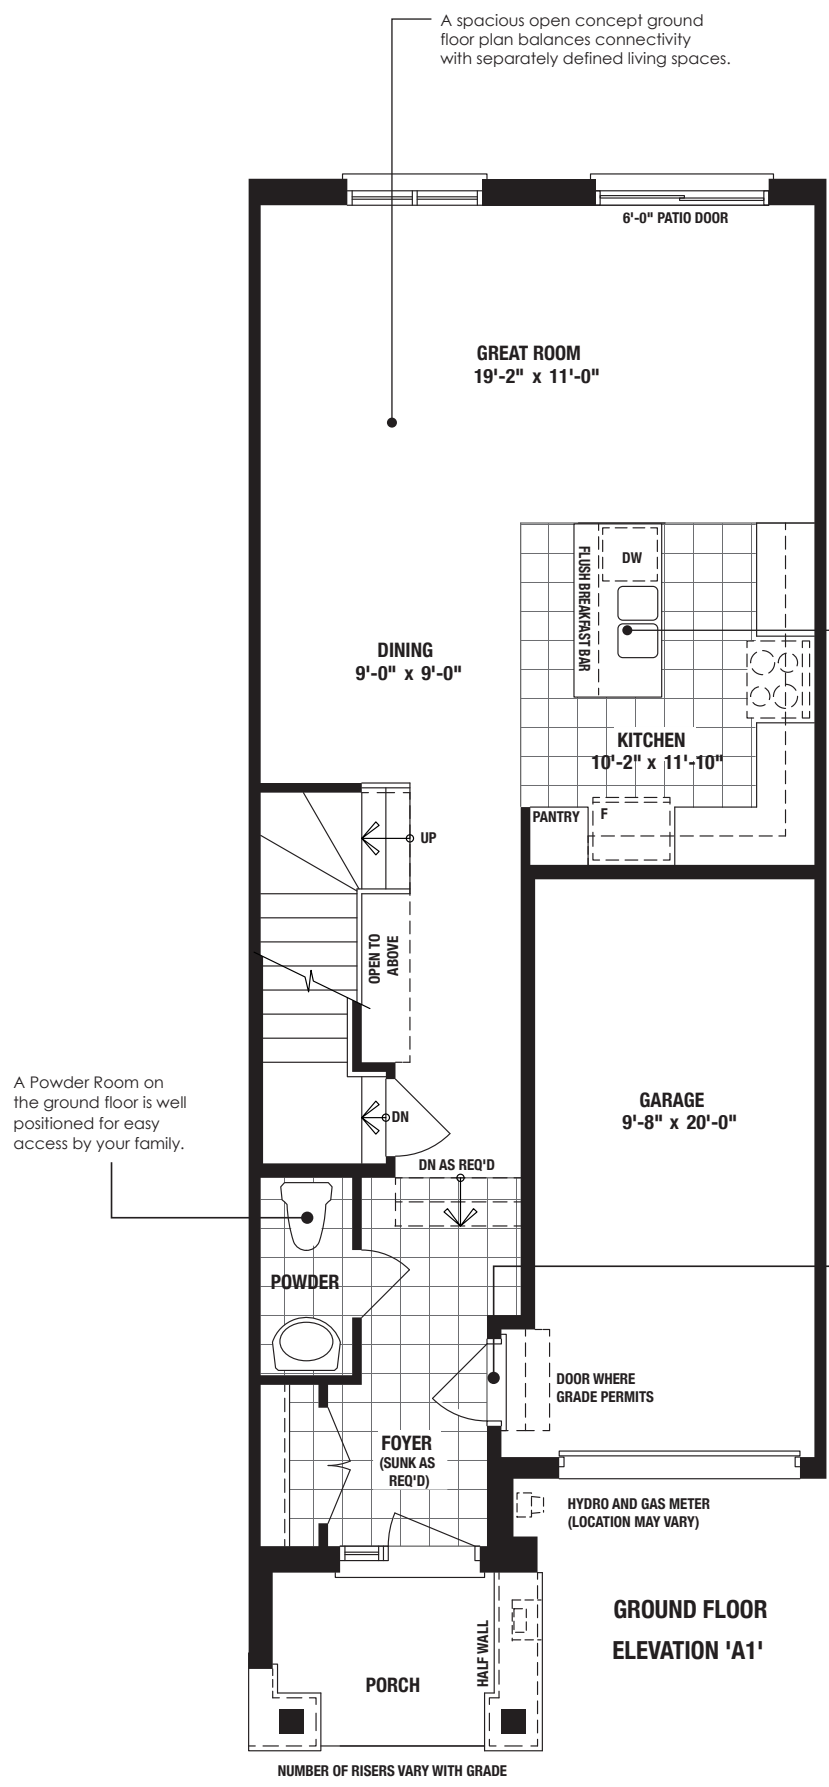 A spacious open concept ground
floor plan balances connectivity
with separately defined living spaces.
6'-0" PATIO DOOR
GREAT ROOM
19'-2" x 11'-0"
FLUSH BREAKFAST BAR
DW
DINING
9'-0" x 9'-0"
KITCHEN
10'-2" x 11'-10"
PANTRY
F
UP
OPEN TO
ABOVE
A Powder Room on
the ground floor is well
positioned for easy
access by your family.
GARAGE
9'-8" x 20'-0"
DN
DN AS REQ'D
POWDER
DOOR WHERE
GRADE PERMITS
FOYER
(SUNK AS
REQ'D)
HYDRO AND GAS METER
(LOCATION MAY VARY)
GROUND FLOOR
ELEVATION 'A1'
HALF WALL
PORCH
NUMBER OF RISERS VARY WITH GRADE